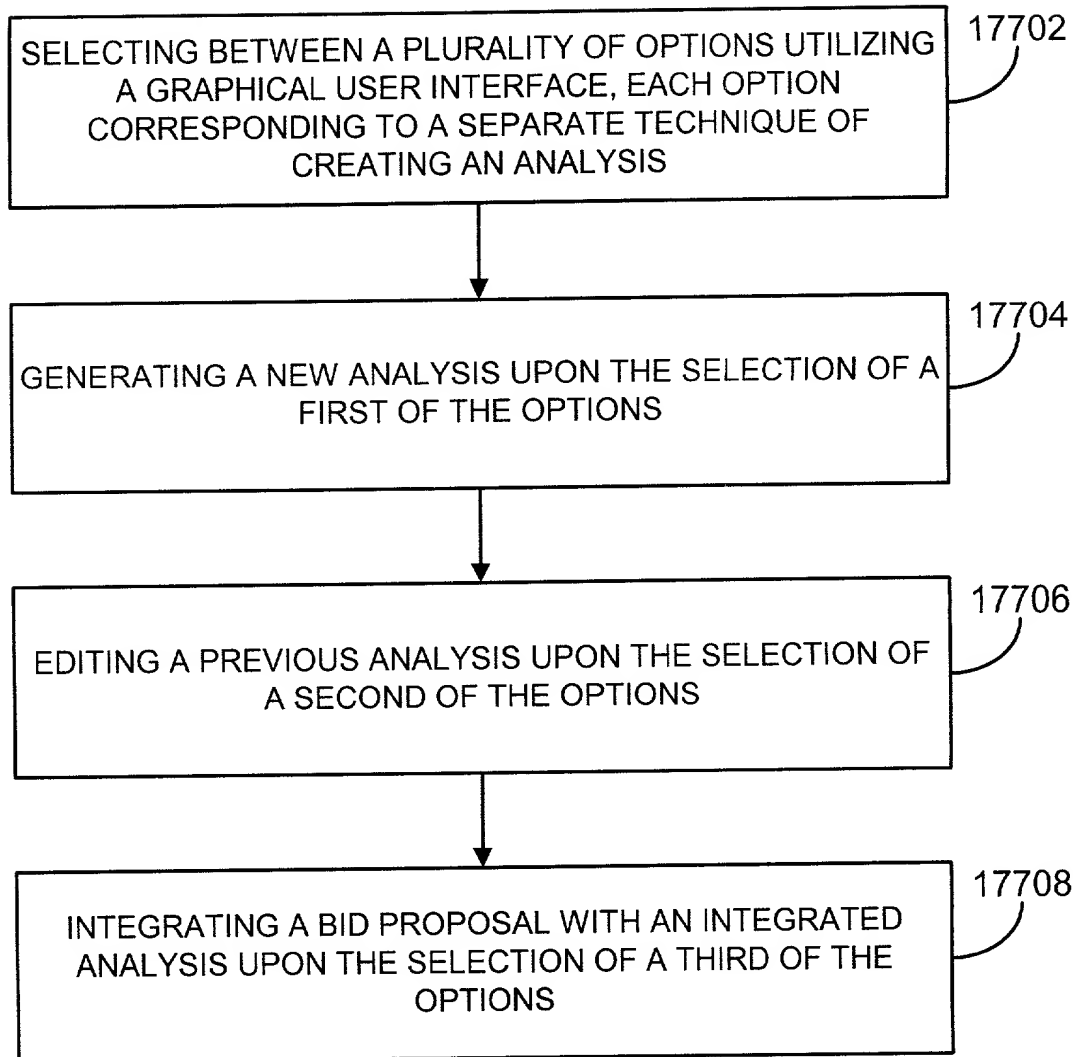 17702
SELECTING BETWEEN A PLURALITY OF OPTIONS UTILIZING
A GRAPHICAL USER INTERFACE, EACH OPTION
CORRESPONDING TO A SEPARATE TECHNIQUE OF
CREATING AN ANALYSIS
17704
GENERATING A NEW ANALYSIS UPON THE SELECTION OF A
FIRST OF THE OPTIONS
17706
EDITING A PREVIOUS ANALYSIS UPON THE SELECTION OF
A SECOND OF THE OPTIONS
17708
INTEGRATING A BID PROPOSAL WITH AN INTEGRATED
ANALYSIS UPON THE SELECTION OF A THIRD OF THE
OPTIONS